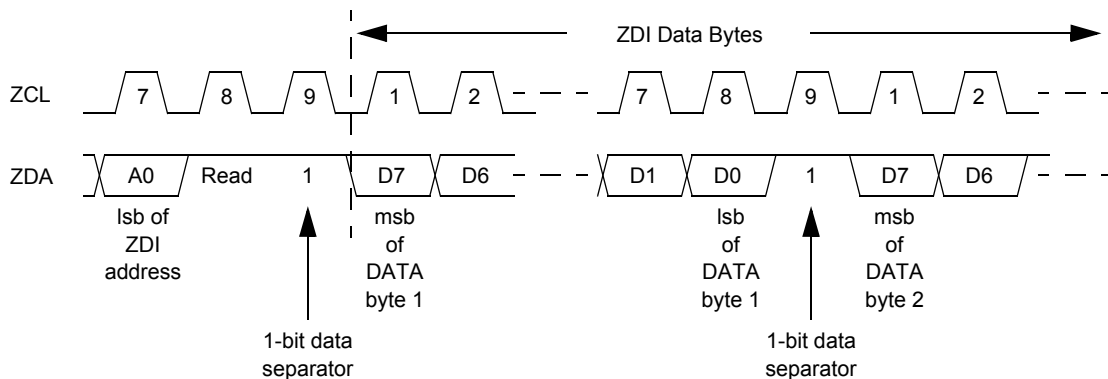 ZDI Data Bytes
ZCL 7 8 9 1 2 7 8 9 1 2
ZDA A0 Read 1 D7 D6 D1 D0 1 D7 D6
lsb of
ZDI
address
msb
of
DATA
byte 1
lsb
of
DATA
byte 1
msb
of
DATA
byte 2
1-bit data
separator
1-bit data
separator